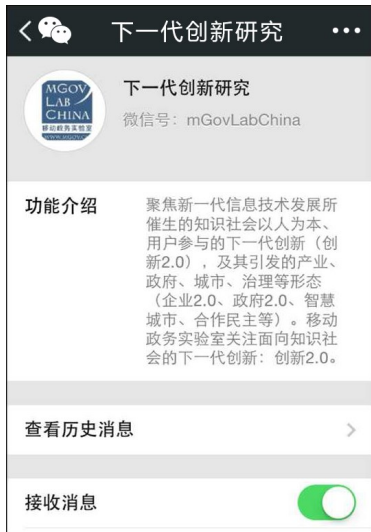 下一代创新研究
MGOV
LAB
CHINA
移动政务实验室
下一代创新研究
微信号：mGovLabChina
功能介绍
聚焦新一代信息技术发展所
催生的知识社会以人为本、
用户参与的下一代创新（创
新2.0），及其引发的产业、
政府、城市、治理等形态
（企业2.0、政府2.0、智慧
城市、合作民主等）。移动
政务实验室关注面向知识社
会的下一代创新：创新2.0。
查看历史消息
接收消息